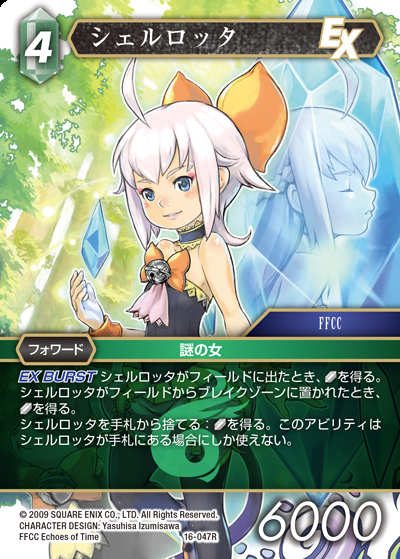 4
シェルロッタ
EX
FFCC
フォワード
謎の女
EX BURST シェルロッタがフィールドに出たとき、を得る。
シェルロッタがフィールドからブレイクゾーンに置かれたとき、
を得る。
シェルロッタを手札から捨てる：を得る。このアビリティは
シェルロッタが手札にある場合にしか使えない。
© 2009 SQUARE ENIX CO., LTD. All Rights Reserved.
CHARACTER DESIGN: Yasuhisa Izumisawa
FFCC Echoes of Time
16-047R
6000